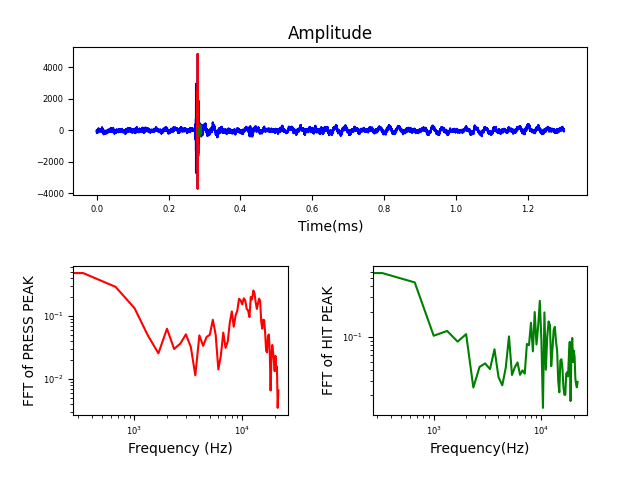 Amplitude
4000
2000
0
−2000
−4000
0.0 0.2 0.4 0.6 0.8 1.0 1.2
Time(ms)
FFT of PRESS PEAK
10⁻¹
10⁻²
10³ 10⁴
Frequency (Hz)
FFT of HIT PEAK
10⁻¹
10³ 10⁴
Frequency(Hz)